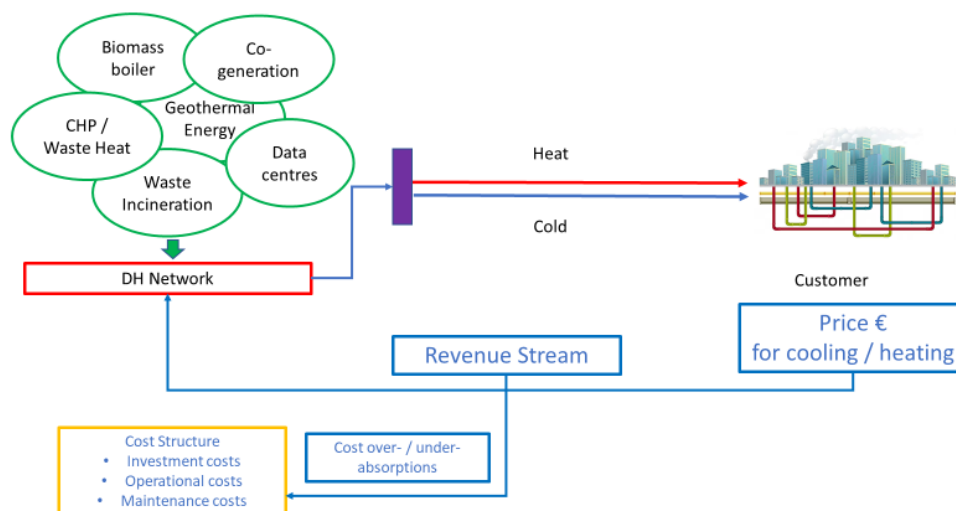 Biomass
boiler
Co-
generation
Geothermal
Energy
CHP /
Waste Heat
Data
centres
Waste
Incineration
Heat
Cold
DH Network
Customer
Price €
for cooling / heating
Revenue Stream
Cost over- / under-
absorptions
Cost Structure
• Investment costs
• Operational costs
• Maintenance costs